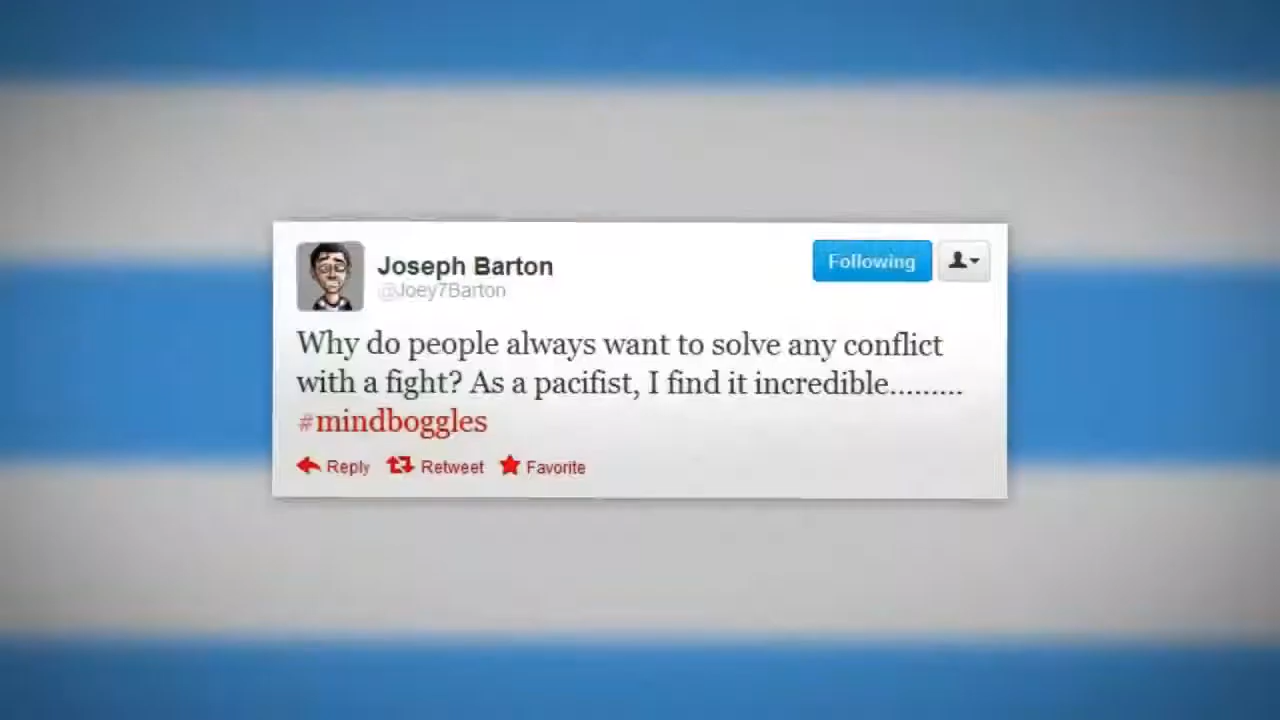 Joseph Barton
Following
@Joey7Barton
Why do people always want to solve any conflict
with a fight? As a pacifist, I find it incredible.........
#mindboggles
Reply Retweet Favorite